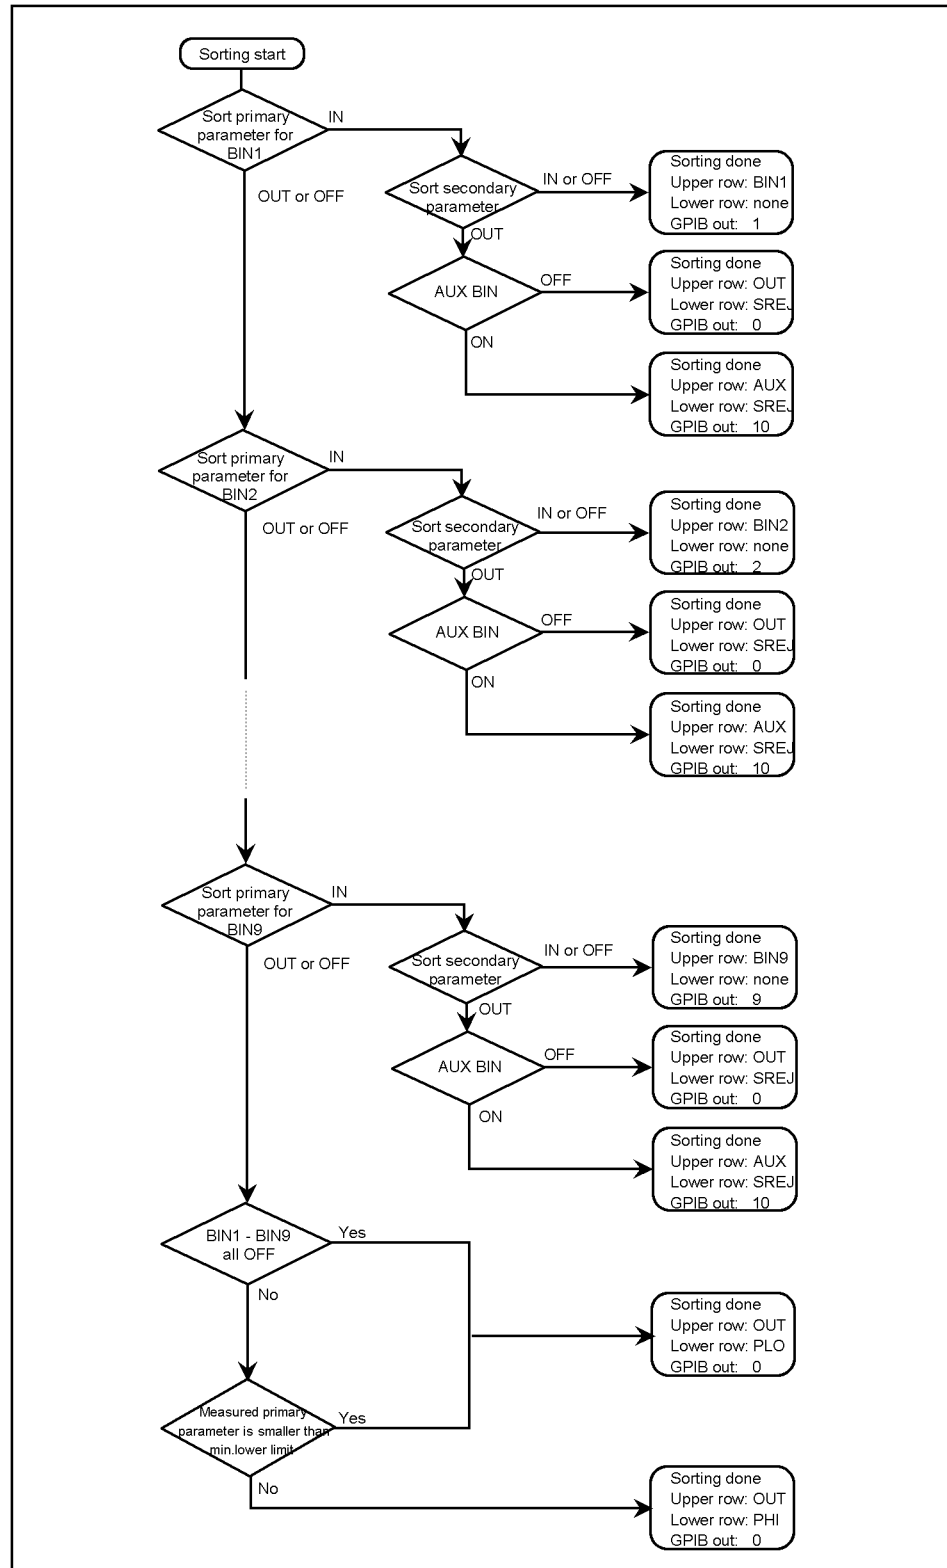 Sorting start
Sort primary
parameter for
BIN1
IN
OUT or OFF
Sort secondary
parameter
IN or OFF
OUT
Sorting done
Upper row: BIN1
Lower row: none
GPIB out: 1
AUX BIN
OFF
ON
Sorting done
Upper row: OUT
Lower row: SREJ
GPIB out: 0
Sorting done
Upper row: AUX
Lower row: SREJ
GPIB out: 10
Sort primary
parameter for
BIN2
IN
OUT or OFF
Sort secondary
parameter
IN or OFF
OUT
Sorting done
Upper row: BIN2
Lower row: none
GPIB out: 2
AUX BIN
OFF
ON
Sorting done
Upper row: OUT
Lower row: SREJ
GPIB out: 0
Sorting done
Upper row: AUX
Lower row: SREJ
GPIB out: 10
Sort primary
parameter for
BIN9
IN
OUT or OFF
Sort secondary
parameter
IN or OFF
OUT
Sorting done
Upper row: BIN9
Lower row: none
GPIB out: 9
AUX BIN
OFF
ON
Sorting done
Upper row: OUT
Lower row: SREJ
GPIB out: 0
Sorting done
Upper row: AUX
Lower row: SREJ
GPIB out: 10
BIN1 - BIN9
all OFF
Yes
No
Sorting done
Upper row: OUT
Lower row: PLO
GPIB out: 0
Measured primary
parameter is smaller than
min.lower limit
Yes
No
Sorting done
Upper row: OUT
Lower row: PHI
GPIB out: 0